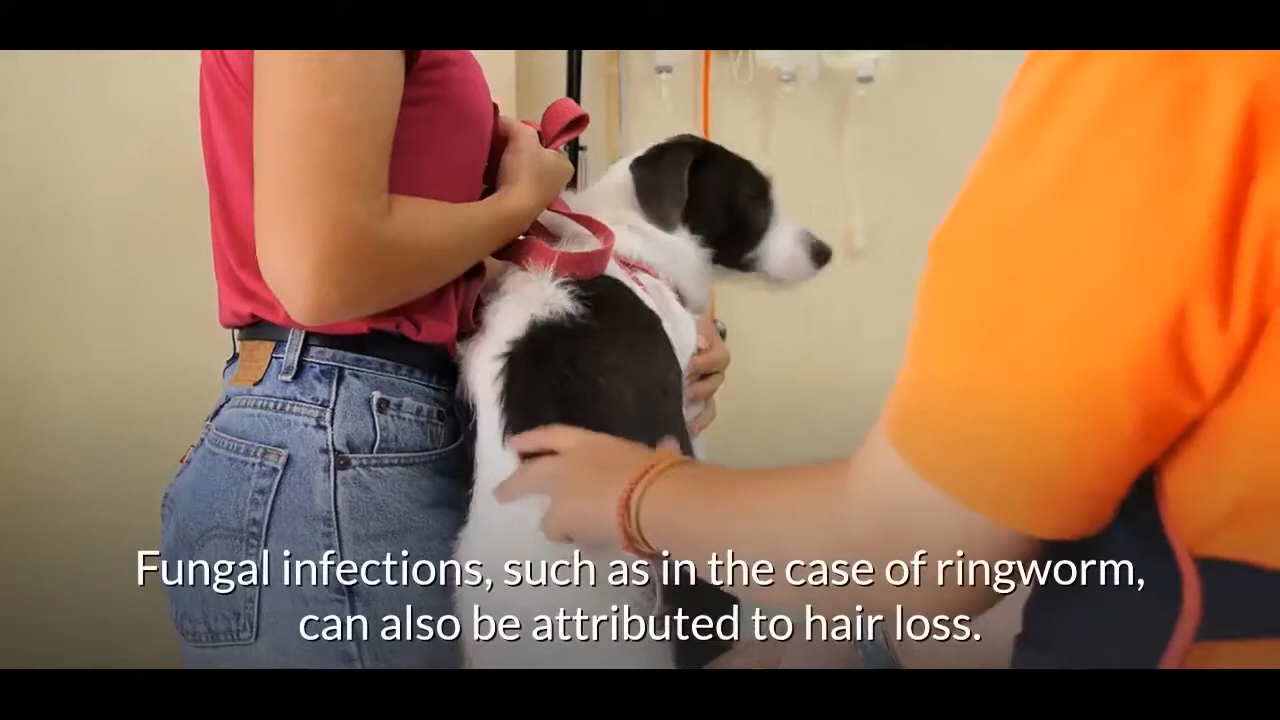 Fungal infections, such as in the case of ringworm,
can also be attributed to hair loss.